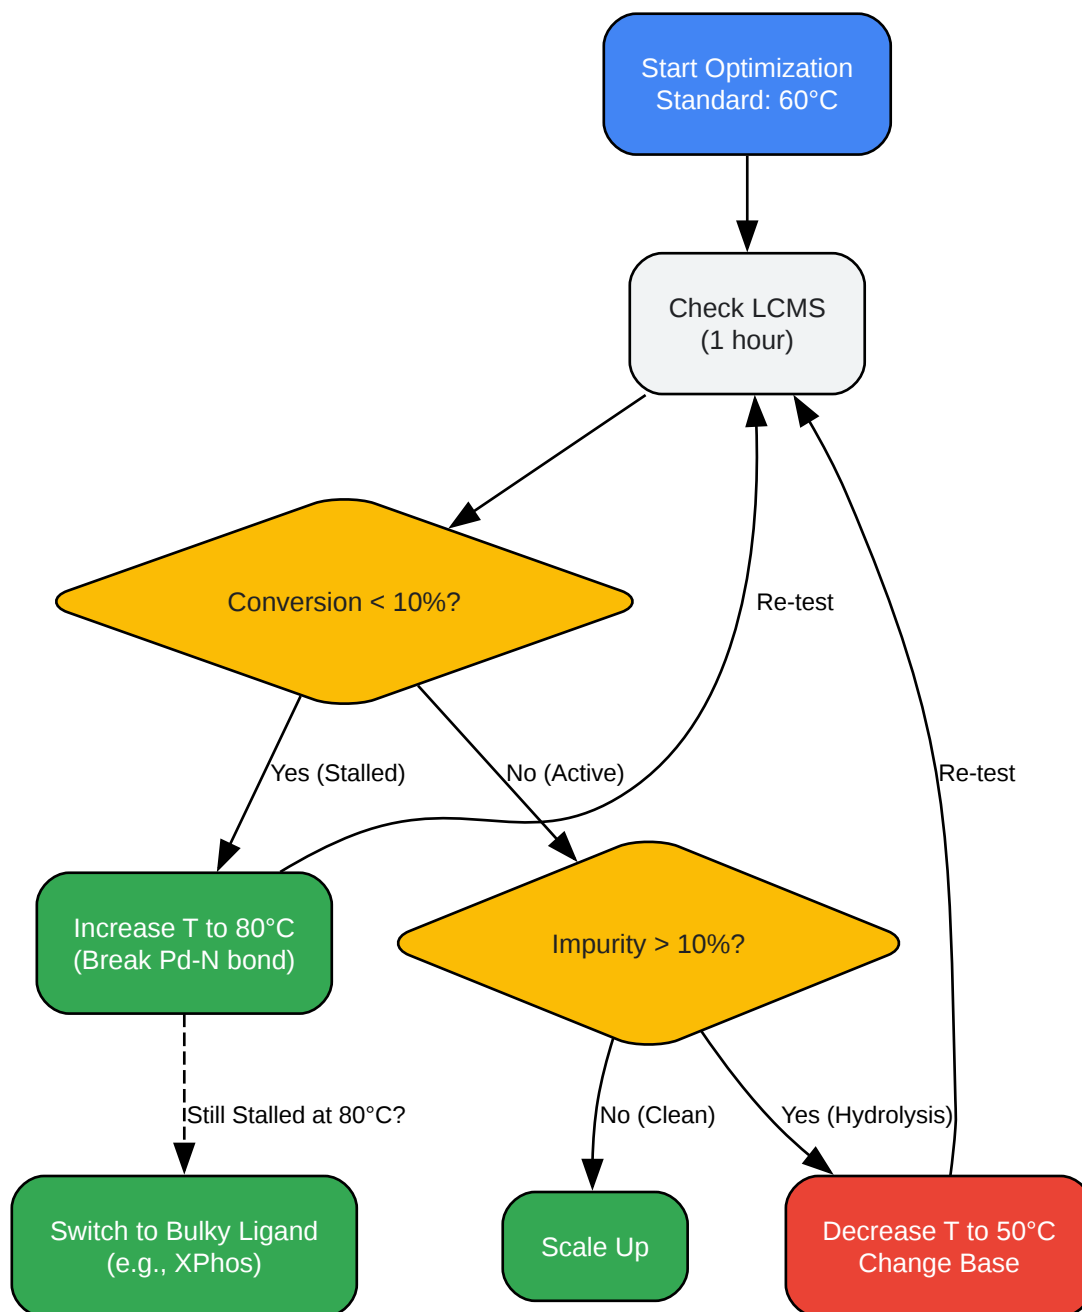 Start Optimization
Standard: 60°C
Check LCMS
(1 hour)
Conversion < 10%?
Re-test
Yes (Stalled)
No (Active)
Re-test
Increase T to 80°C
(Break Pd-N bond)
Impurity > 10%?
Still Stalled at 80°C?
No (Clean)
Yes (Hydrolysis)
Switch to Bulky Ligand
(e.g., XPhos)
Scale Up
Decrease T to 50°C
Change Base